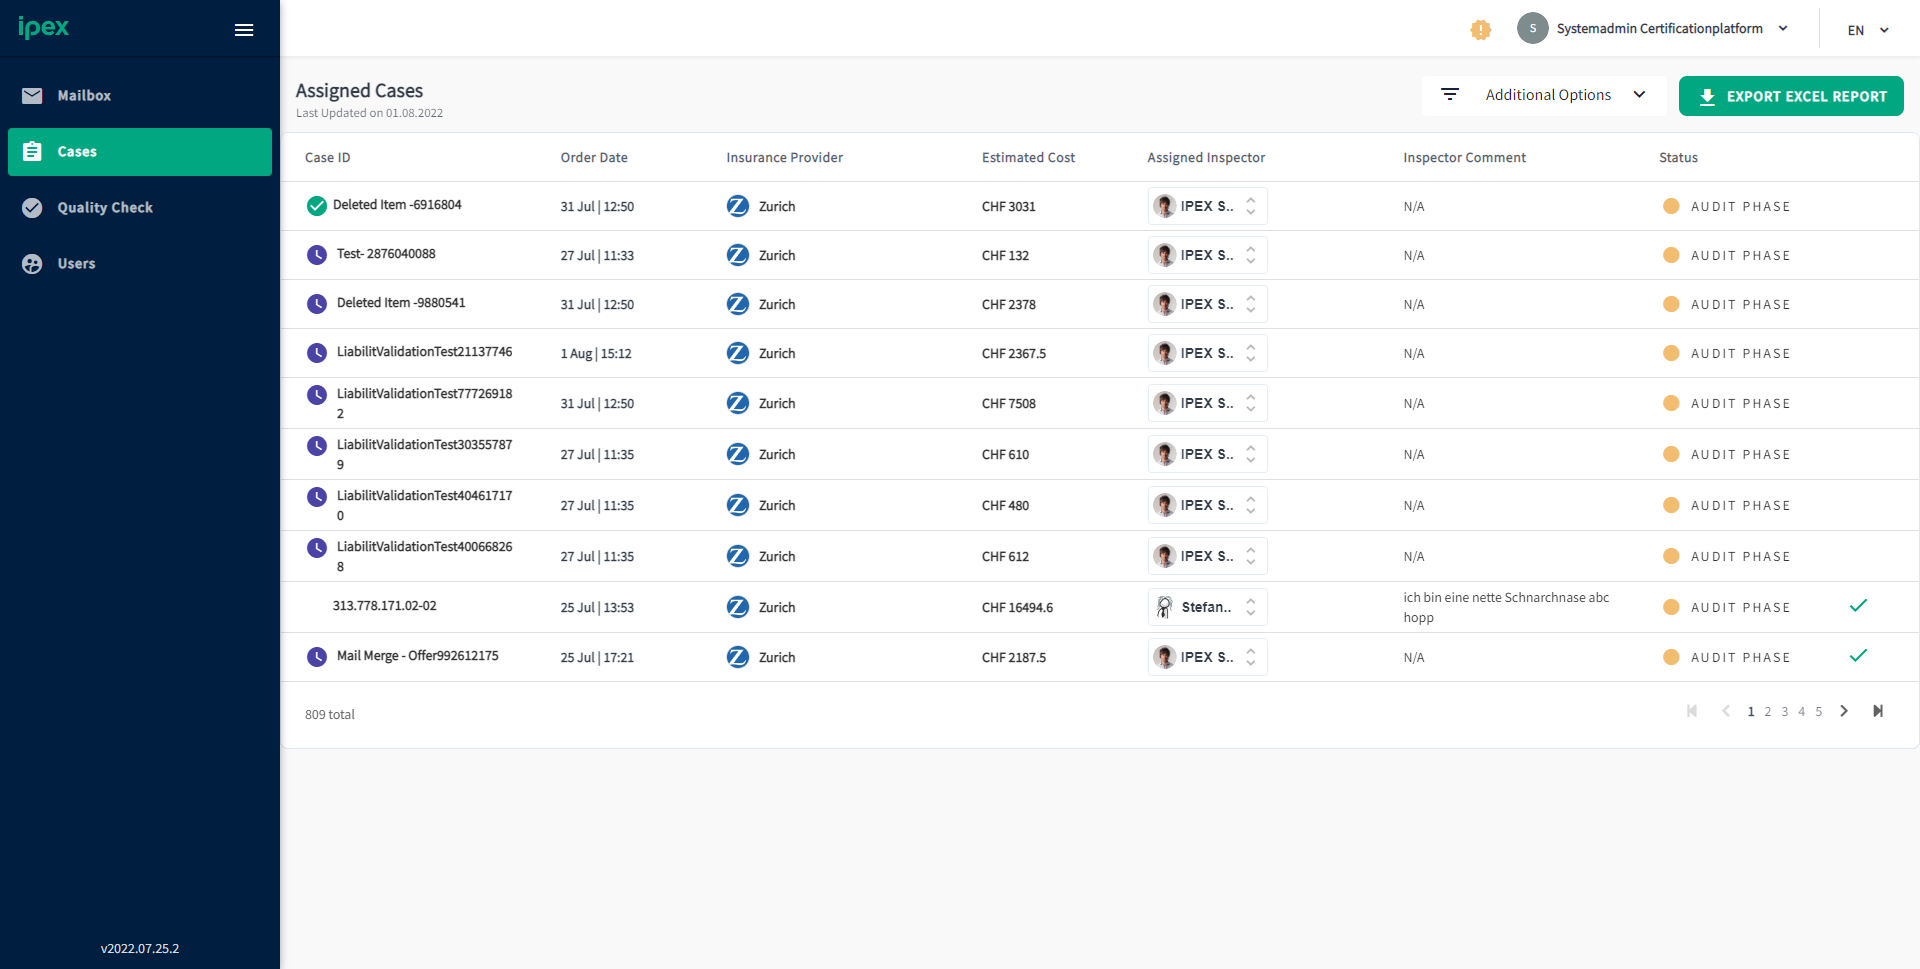 ipex
Systemadmin Certificationplatform
S
EN
Mailbox
Cases
Quality Check
Users
v2022.07.25.2
Assigned Cases
Last Updated on 01.08.2022
Additional Options
EXPORT EXCEL REPORT
Case ID Order Date Insurance Provider Estimated Cost Assigned Inspector Inspector Comment Status
Deleted Item -6916804 31 Jul | 12:50 Zurich CHF 3031 IPEX S.. N/A AUDIT PHASE
Test- 2876040088 27 Jul | 11:33 Zurich CHF 132 IPEX S.. N/A AUDIT PHASE
Deleted Item -9880541 31 Jul | 12:50 Zurich CHF 2378 IPEX S.. N/A AUDIT PHASE
LiabilitValidationTest21137746 1 Aug | 15:12 Zurich CHF 2367.5 IPEX S.. N/A AUDIT PHASE
LiabilitValidationTest77726918
2 31 Jul | 12:50 Zurich CHF 7508 IPEX S.. N/A AUDIT PHASE
LiabilitValidationTest30355787
9 27 Jul | 11:35 Zurich CHF 610 IPEX S.. N/A AUDIT PHASE
LiabilitValidationTest40461717
0 27 Jul | 11:35 Zurich CHF 480 IPEX S.. N/A AUDIT PHASE
LiabilitValidationTest40066826
8 27 Jul | 11:35 Zurich CHF 612 IPEX S.. N/A AUDIT PHASE
313.778.171.02-02 25 Jul | 13:53 Zurich CHF 16494.6 Stefan.. ich bin eine nette Schnarchnase abc
hopp AUDIT PHASE
Mail Merge - Offer992612175 25 Jul | 17:21 Zurich CHF 2187.5 IPEX S.. N/A AUDIT PHASE
809 total
1 2 3 4 5